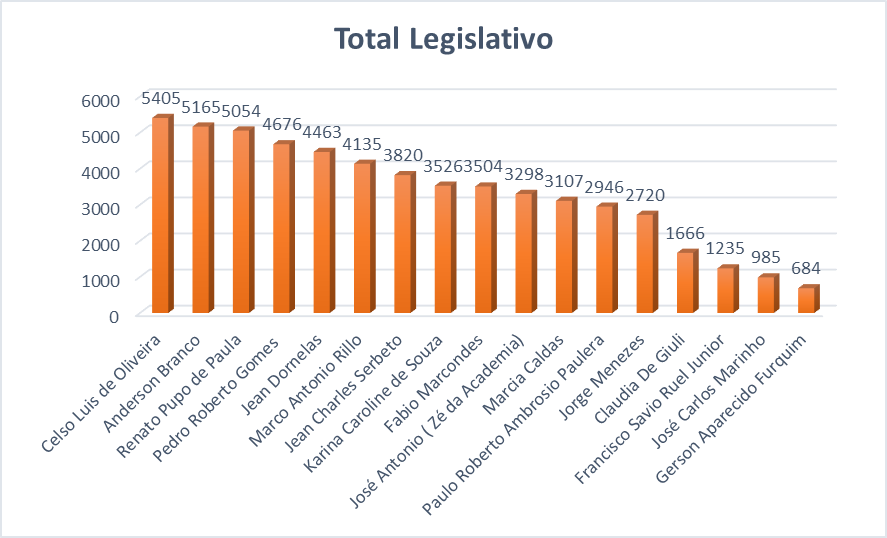 Total Legislativo
6000
5000
4000
3000
2000
1000
0
5405
5165
5054
4676
4463
4135
3820
3526
3504
3298
3107
2946
2720
1666
1235
985
684
Celso Luis de Oliveira
Anderson Branco
Renato Pupo de Paula
Pedro Roberto Gomes
Jean Dornelas
Marco Antonio Rillo
Jean Charles Serbeto
Karina Caroline de Souza
Fabio Marcondes
José Antonio ( Zé da Academia)
Marcia Caldas
Paulo Roberto Ambrosio Paulera
Jorge Menezes
Claudia De Giuli
Francisco Savio Ruel Junior
José Carlos Marinho
Gerson Aparecido Furquim